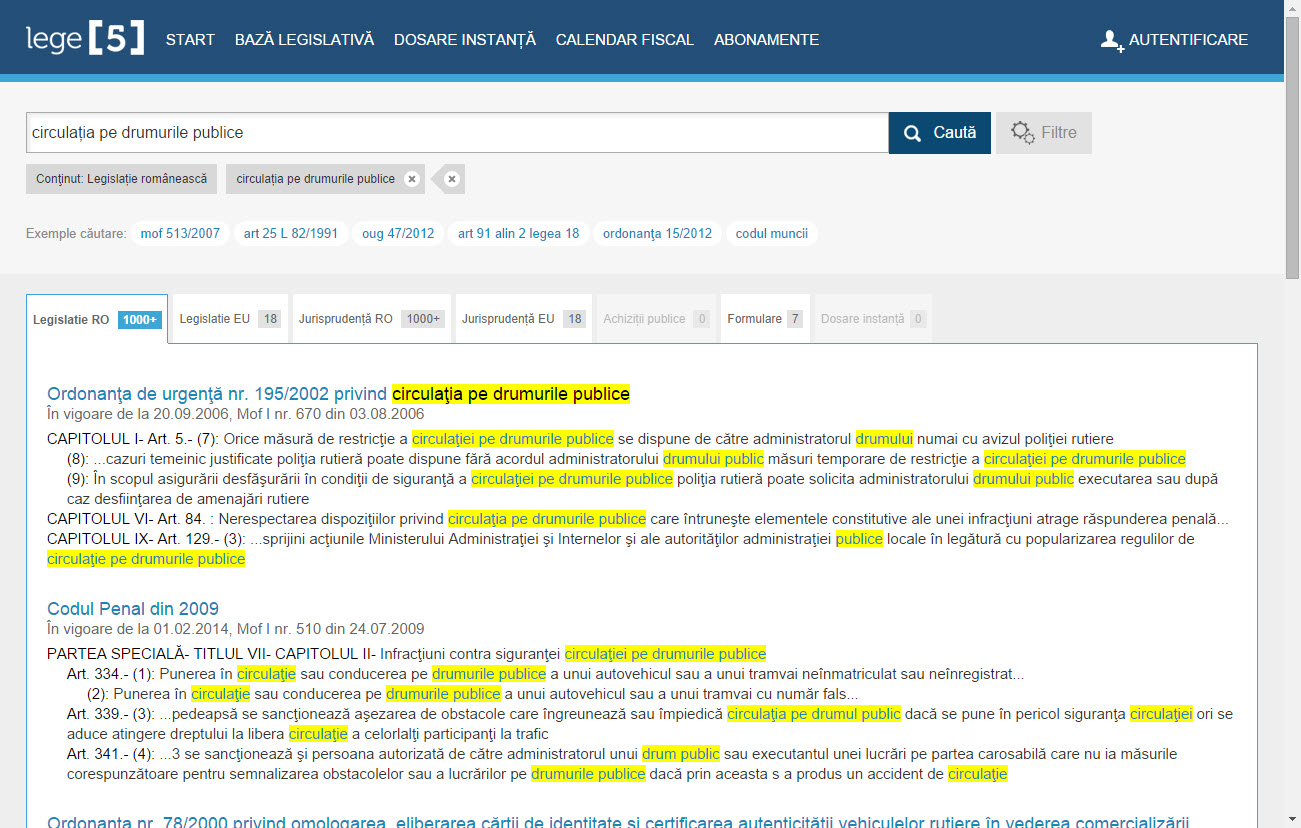 lege [5] START BAZĂ LEGISLATIVĂ DOSARE INSTANȚĂ CALENDAR FISCAL ABONAMENTE AUTENTIFICARE
circulația pe drumurile publice Caută Filtre
Conţinut: Legislaţie românească circulația pe drumurile publice
Exemple căutare: mof 513/2007 art 25 L 82/1991 oug 47/2012 art 91 alin 2 legea 18 ordonanţa 15/2012 codul muncii
Legislatie RO 1000+ Legislatie EU 18 Jurisprudență RO 1000+ Jurisprudență EU 18 Achiziții publice 0 Formulare 7 Dosare instanță 0
Ordonanţa de urgenţă nr. 195/2002 privind circulaţia pe drumurile publice
În vigoare de la 20.09.2006, Mof I nr. 670 din 03.08.2006
CAPITOLUL I- Art. 5.- (7): Orice măsură de restricţie a circulaţiei pe drumurile publice se dispune de către administratorul drumului numai cu avizul poliţiei rutiere
(8): ...cazuri temeinic justificate poliţia rutieră poate dispune fără acordul administratorului drumului public măsuri temporare de restricţie a circulaţiei pe drumurile publice
(9): În scopul asigurării desfăşurării în condiţii de siguranţă a circulaţiei pe drumurile publice poliţia rutieră poate solicita administratorului drumului public executarea sau după
caz desfiinţarea de amenajări rutiere
CAPITOLUL VI- Art. 84. : Nerespectarea dispoziţiilor privind circulaţia pe drumurile publice care întruneşte elementele constitutive ale unei infracţiuni atrage răspunderea penală...
CAPITOLUL IX- Art. 129.- (3): ...sprijini acţiunile Ministerului Administraţiei şi Internelor şi ale autorităţilor administraţiei publice locale în legătură cu popularizarea regulilor de
circulaţie pe drumurile publice
Codul Penal din 2009
În vigoare de la 01.02.2014, Mof I nr. 510 din 24.07.2009
PARTEA SPECIALĂ- TITLUL VII- CAPITOLUL II- Infracţiuni contra siguranţei circulaţiei pe drumurile publice
Art. 334.- (1): Punerea în circulaţie sau conducerea pe drumurile publice a unui autovehicul sau a unui tramvai neînmatriculat sau neînregistrat...
(2): Punerea în circulaţie sau conducerea pe drumurile publice a unui autovehicul sau a unui tramvai cu număr fals...
Art. 339.- (3): ...pedeapsă se sancţionează aşezarea de obstacole care îngreunează sau împiedică circulaţia pe drumul public dacă se pune în pericol siguranţa circulaţiei ori se
aduce atingere dreptului la libera circulaţie a celorlalţi participanţi la trafic
Art. 341.- (4): ...3 se sancţionează şi persoana autorizată de către administratorul unui drum public sau executantul unei lucrări pe partea carosabilă care nu ia măsurile
corespunzătoare pentru semnalizarea obstacolelor sau a lucrărilor pe drumurile publice dacă prin aceasta s a produs un accident de circulaţie
Ordonanţa nr. 78/2000 privind omologarea, eliberarea cărţii de identitate şi certificarea autenticităţii vehiculelor rutiere în vederea comercializării